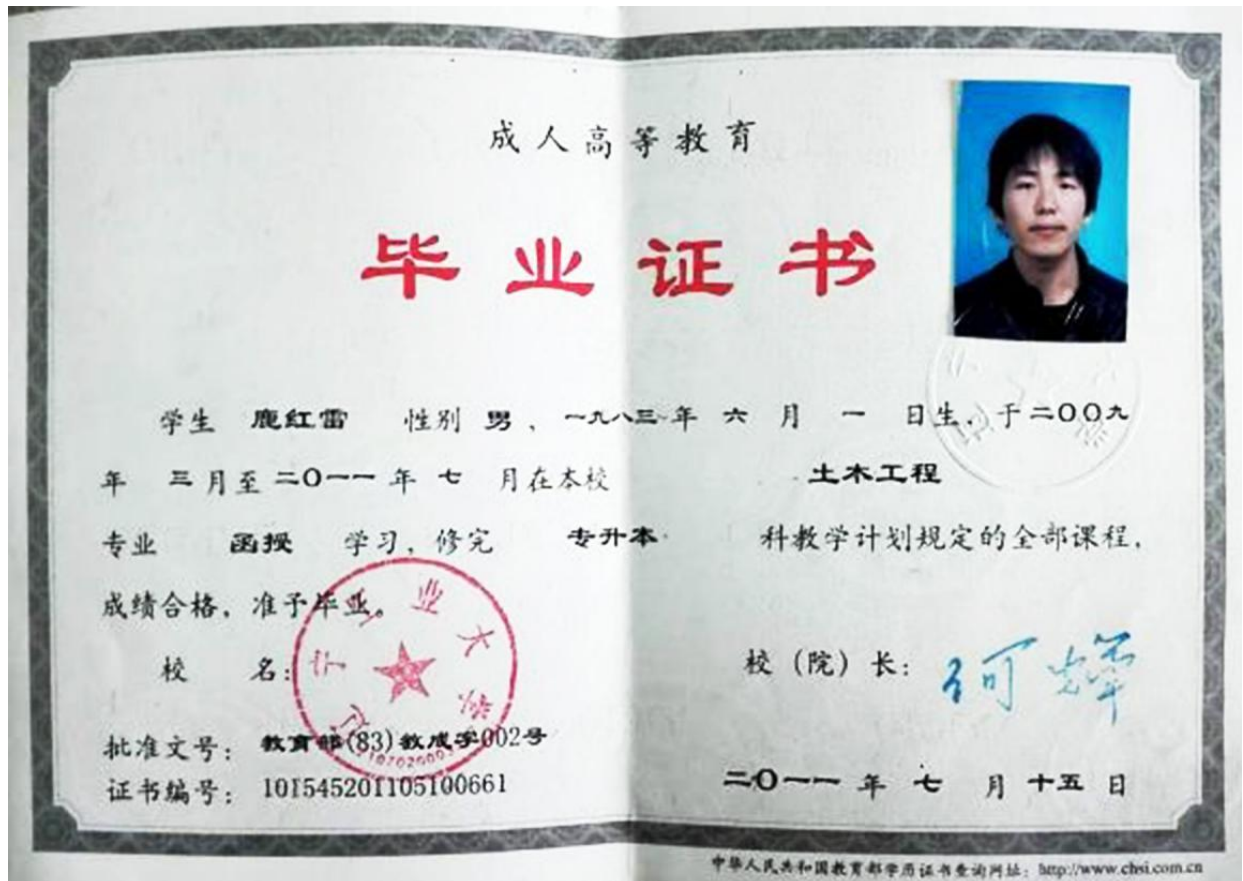 成人高等教育
毕业证书
学生 鹿红雷 性别 男、一九八三年 六 月 一 日生,于二〇〇九
年 三月至二〇一一年 七 月在本校 土木工程
专业 函授 学习,修完 专升本 科教学计划规定的全部课程,
成绩合格,准予毕业。
校 名: 校(院)长:
批准文号:教育部(83)教成字002号
证书编号:101545201105100661
二〇一一年 七 月 十五 日
中华人民共和国教育部学历证书查询网址:http://www.chsi.com.cn